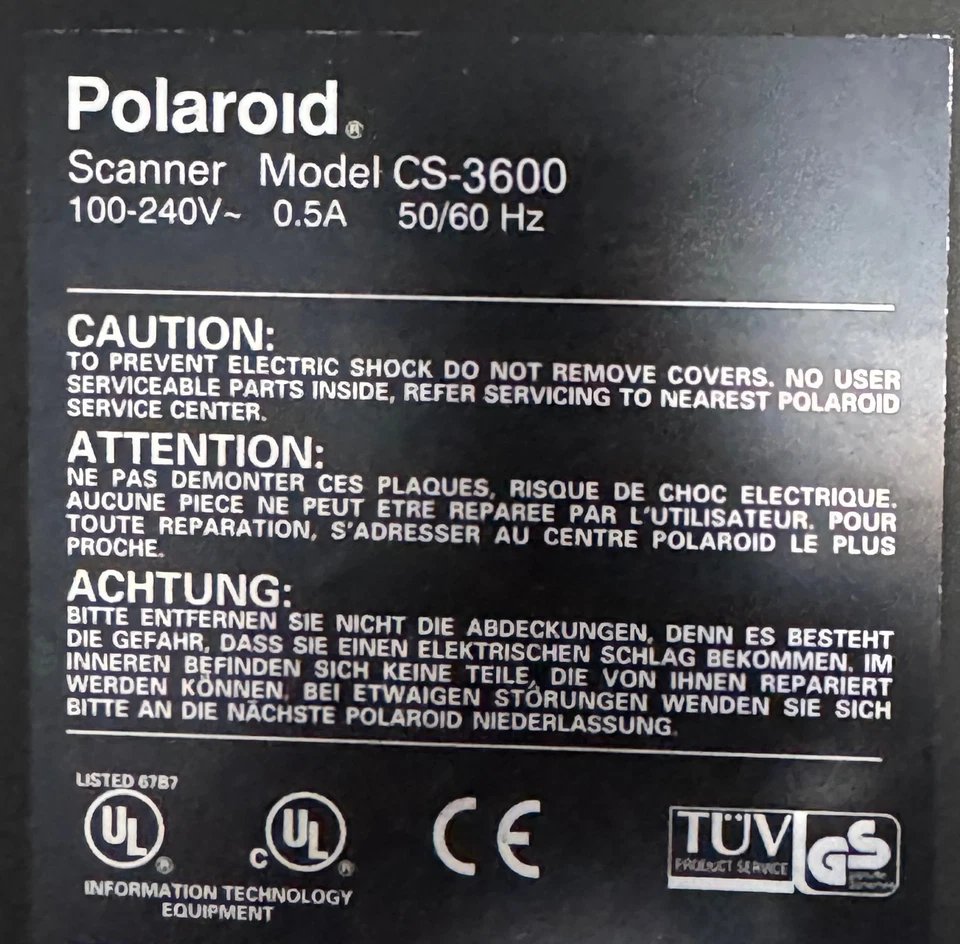 Polaroid®
Scanner Model CS-3600
100-240V~ 0.5A 50/60 Hz
CAUTION:
TO PREVENT ELECTRIC SHOCK DO NOT REMOVE COVERS. NO USER
SERVICEABLE PARTS INSIDE, REFER SERVICING TO NEAREST POLAROID
SERVICE CENTER.
ATTENTION:
NE PAS DEMONTER CES PLAQUES, RISQUE DE CHOC ELECTRIQUE.
AUCUNE PIECE NE PEUT ETRE REPAREE PAR L'UTILISATEUR. POUR
TOUTE REPARATION, S'ADRESSER AU CENTRE POLAROID LE PLUS
PROCHE.
ACHTUNG:
BITTE ENTFERNEN SIE NICHT DIE ABDECKUNGEN, DENN ES BESTEHT
DIE GEFAHR, DASS SIE EINEN ELEKTRISCHEN SCHLAG BEKOMMEN. IM
INNEREN BEFINDEN SICH KEINE TEILE, DIE VON IHNEN REPARIERT
WERDEN KÖNNEN. BEI ETWAIGEN STÖRUNGEN WENDEN SIE SICH
BITTE AN DIE NÄCHSTE POLAROID NIEDERLASSUNG.
LISTED 67B7
UL® C UL® CE TÜV GS
PRODUCT SERVICE
INFORMATION TECHNOLOGY
EQUIPMENT